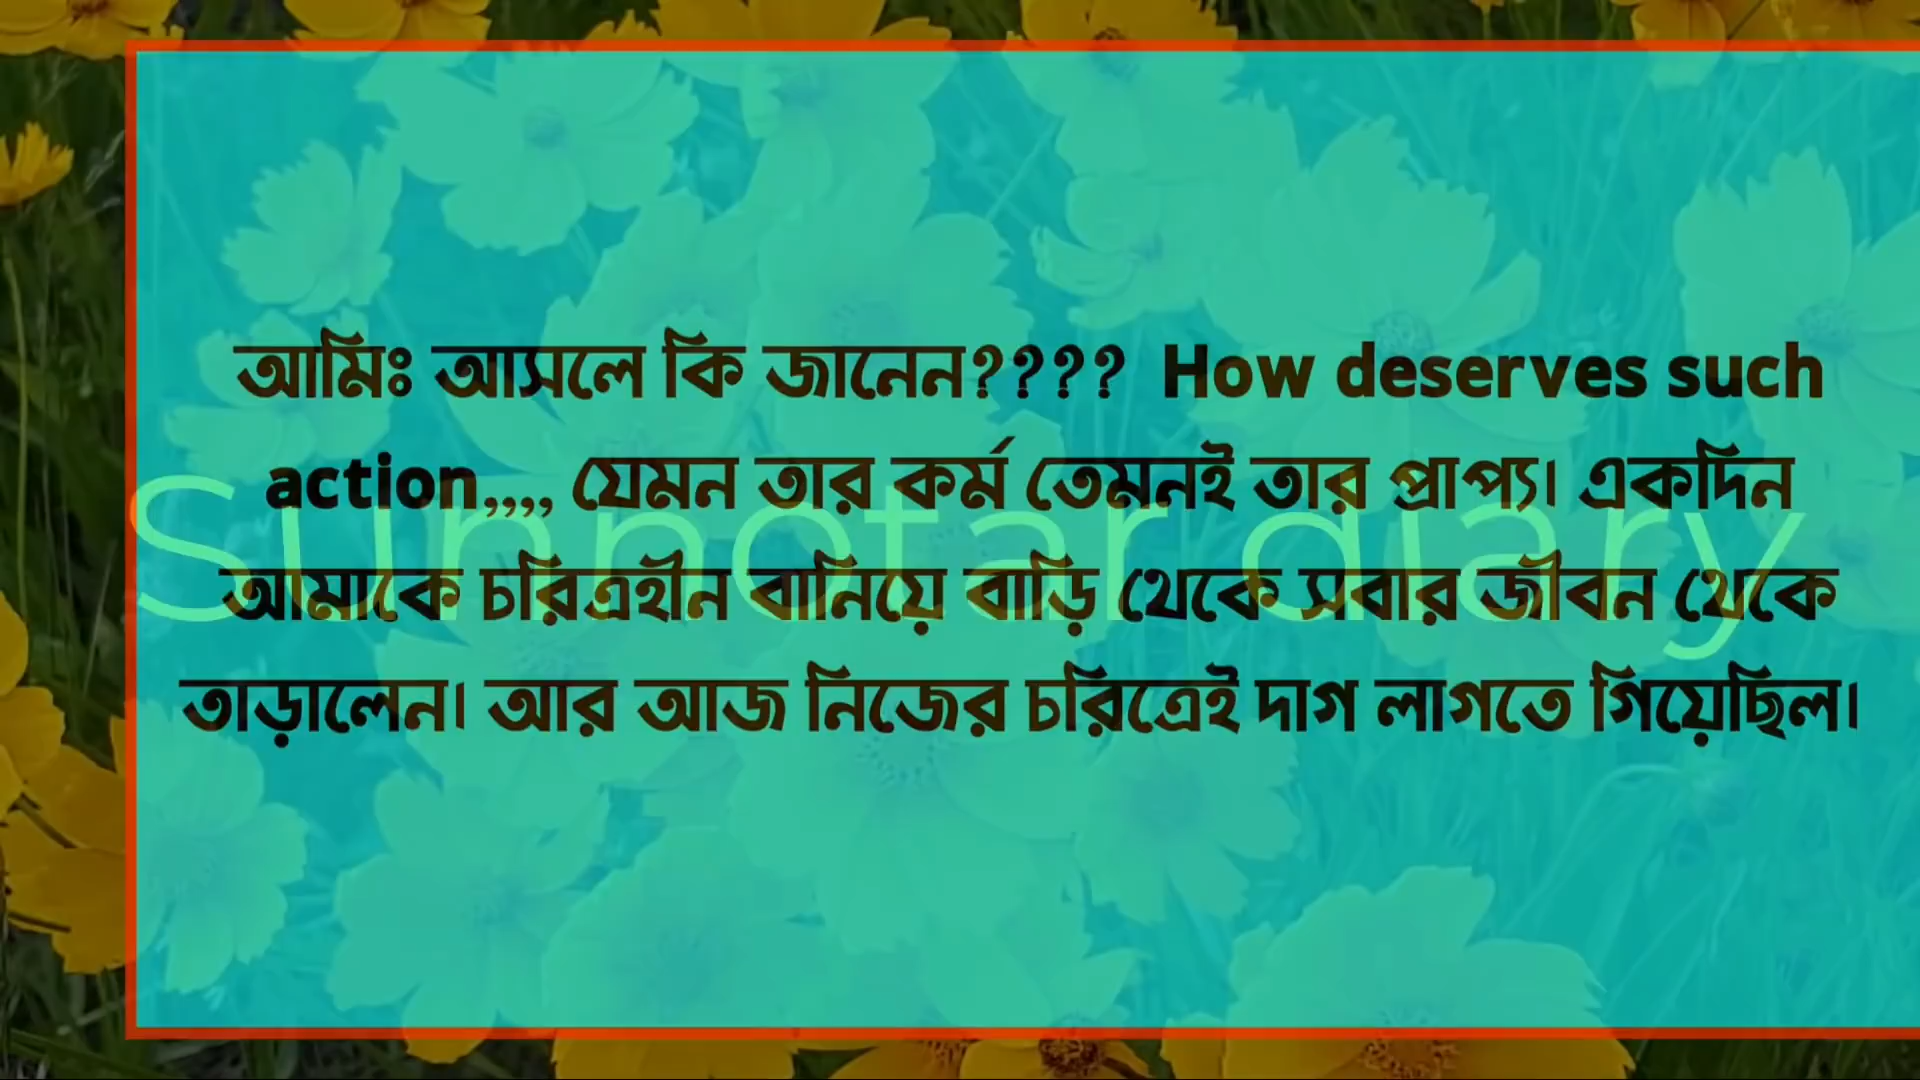 আমিঃ আসলে কি জানেন???? How deserves such
action,,,, যেমন তার কর্ম তেমনই তার প্রাপ্য। একদিন
আমাকে চরিত্রহীন বানিয়ে বাড়ি থেকে সবার জীবন থেকে
তাড়ালেন। আর আজ নিজের চরিত্রেই দাগ লাগতে গিয়েছিল।
Sunnotar diary